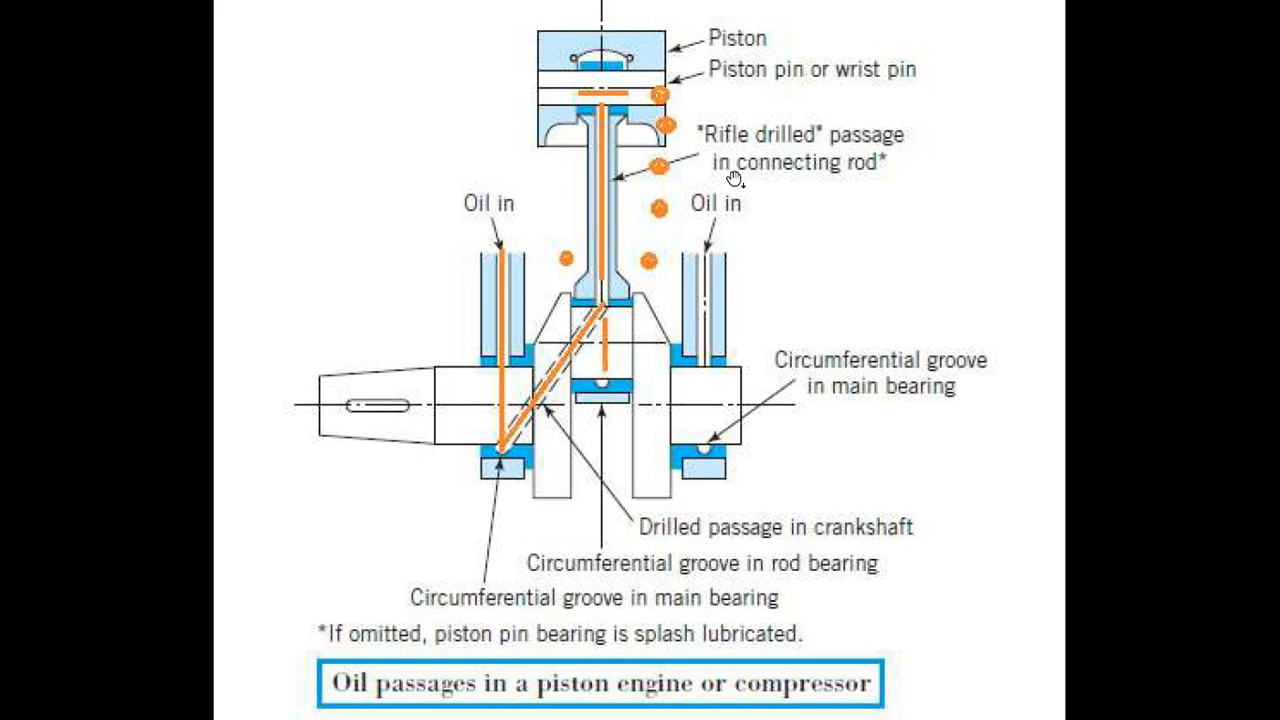 Piston
Piston pin or wrist pin
"Rifle drilled" passage
in connecting rod*
Oil in
Oil in
Circumferential groove
in main bearing
Drilled passage in crankshaft
Circumferential groove in rod bearing
Circumferential groove in main bearing
*If omitted, piston pin bearing is splash lubricated.
Oil passages in a piston engine or compressor